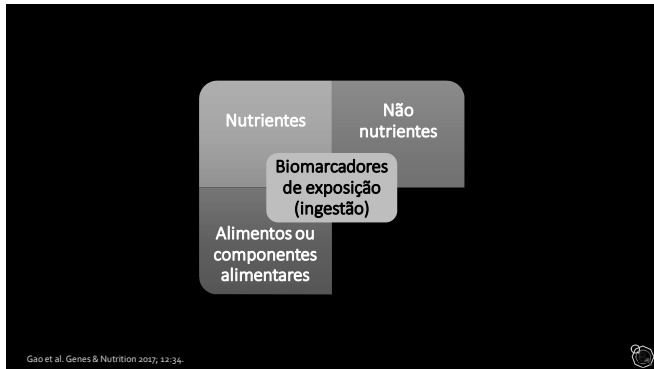 Nutrientes
Não
nutrientes
Biomarcadores
de exposição
(ingestão)
Alimentos ou
componentes
alimentares
Gao et al. Genes & Nutrition 2017; 12:34.